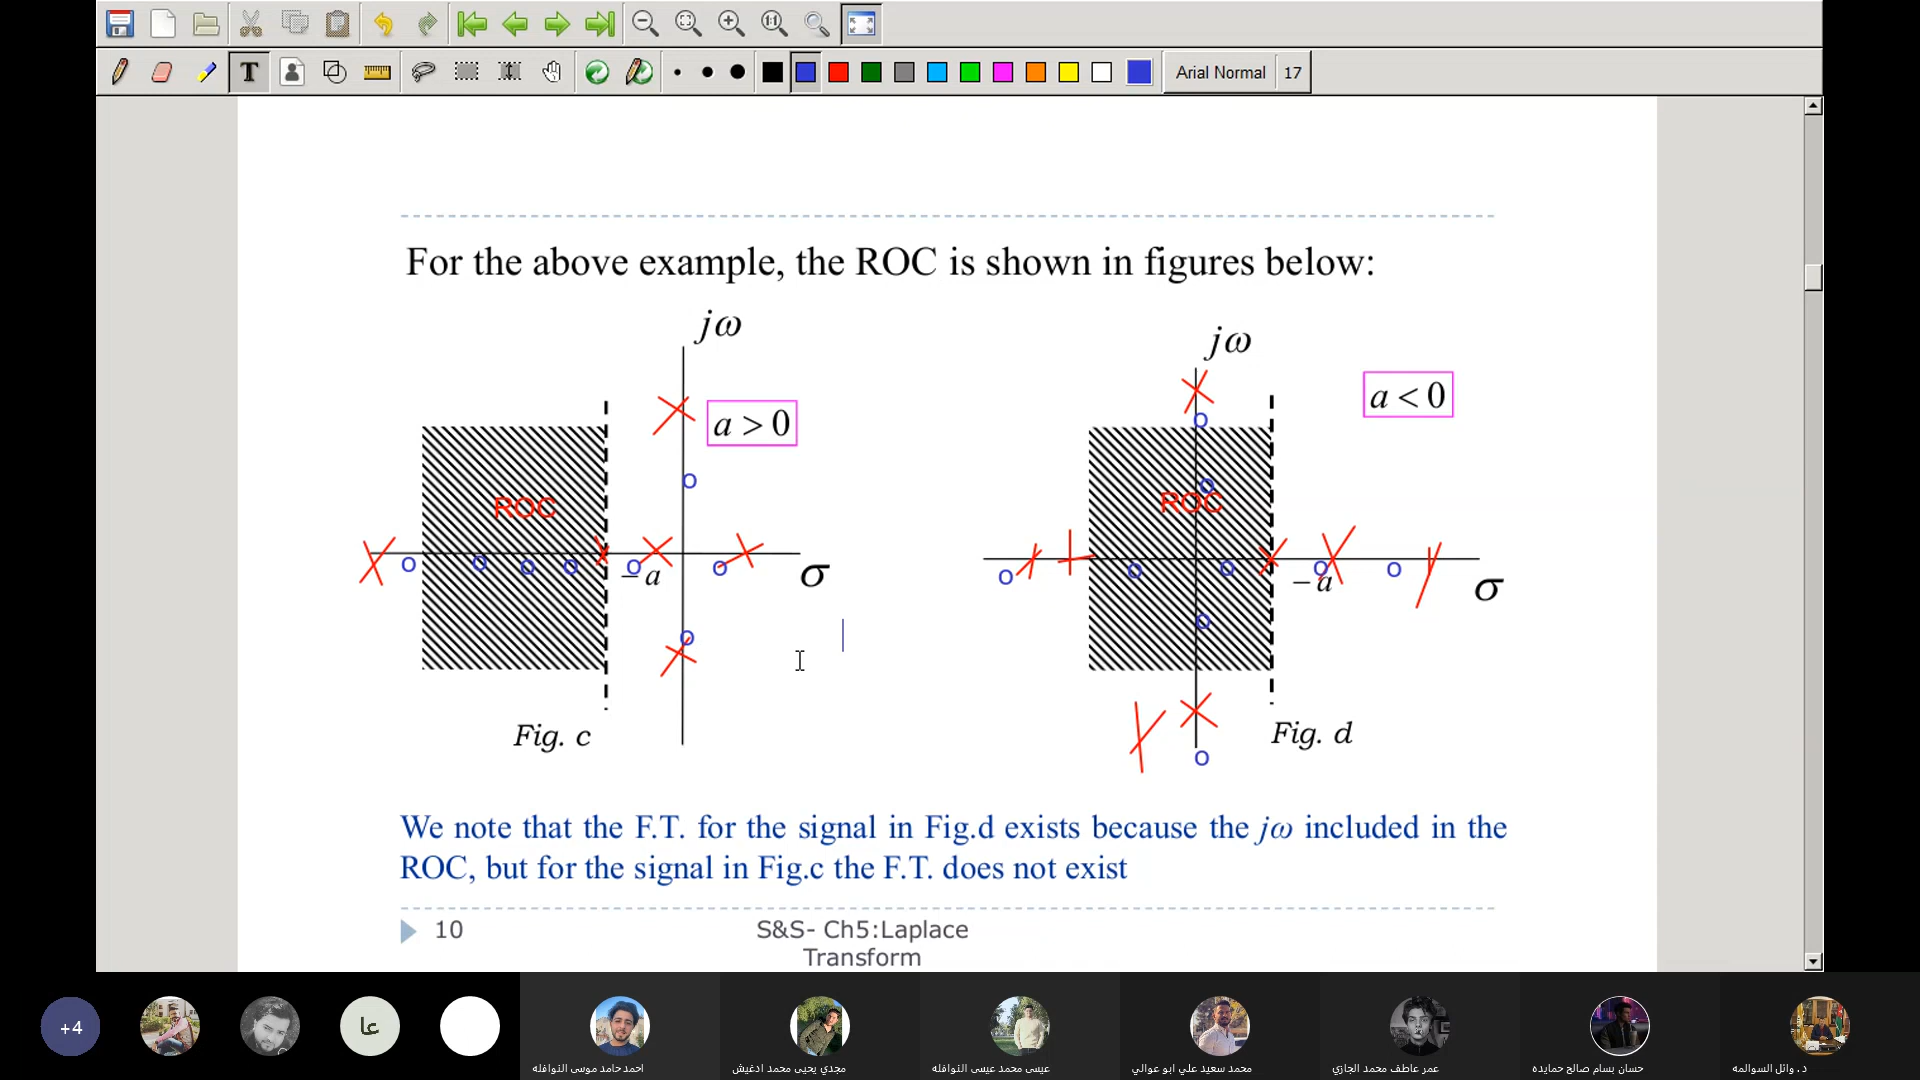 T
Arial Normal 17
For the above example, the ROC is shown in figures below:
jω
jω
a > 0
a < 0
ROC
ROC
−a
σ
−a
σ
Fig. c
Fig. d
We note that the F.T. for the signal in Fig.d exists because the jω included in the
ROC, but for the signal in Fig.c the F.T. does not exist
10
S&S- Ch5:Laplace
Transform
+4
عا
احمد حامد موسى النوافله
مجدي يحيى محمد ادغيش
عيسى محمد عيسى النوافله
محمد سعيد علي ابو عوالي
عمر عاطف محمد الجازي
حسان بسام صالح حمايده
د. وائل السوالمه